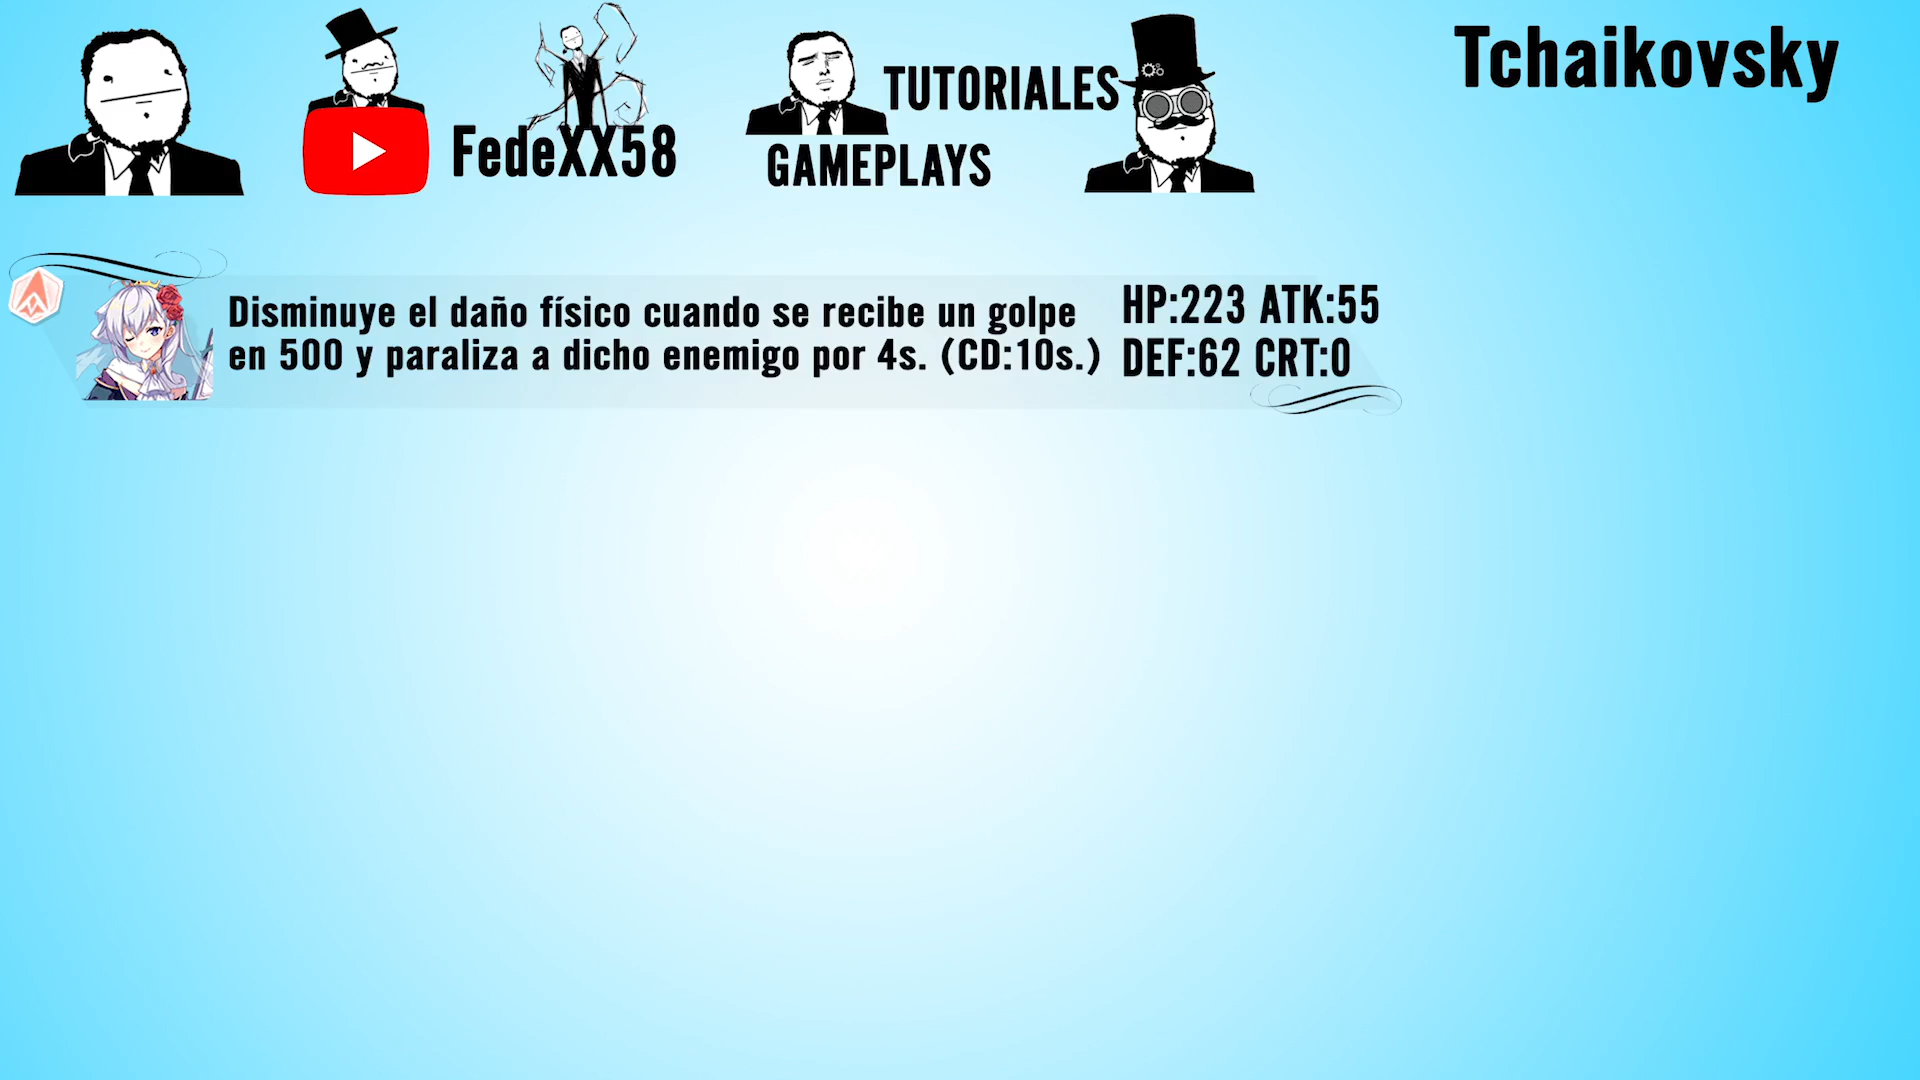 Tchaikovsky
TUTORIALES
FedeXX58
GAMEPLAYS
Disminuye el daño físico cuando se recibe un golpe
en 500 y paraliza a dicho enemigo por 4s. (CD:10s.)
HP:223 ATK:55
DEF:62 CRT:0